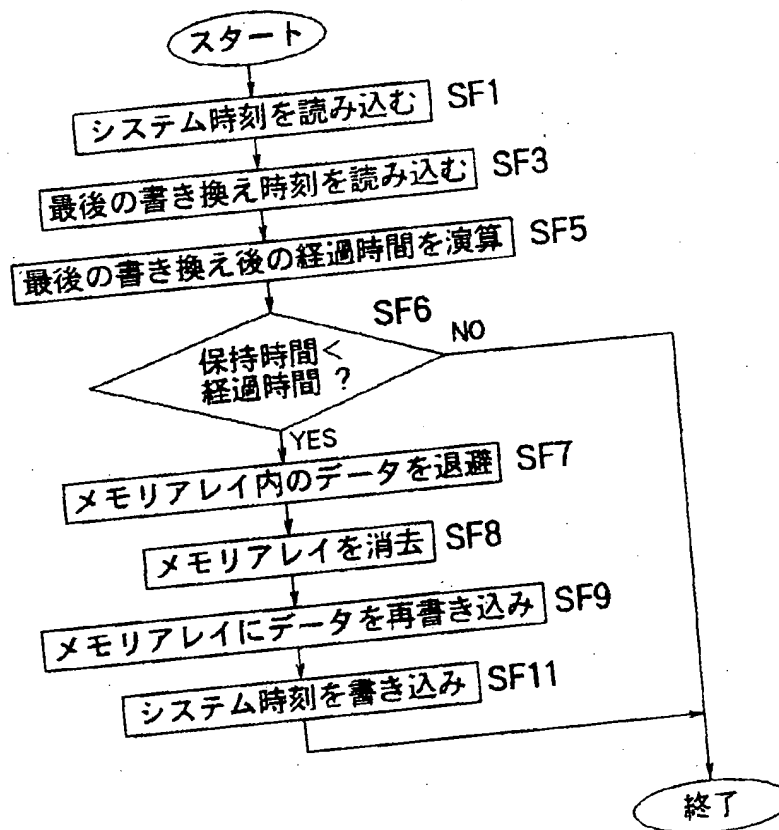 スタート
システム時刻を読み込む SF1
最後の書き換え時刻を読み込む SF3
最後の書き換え後の経過時間を演算 SF5
SF6
保持時間<
経過時間?
NO
YES
メモリアレイ内のデータを退避 SF7
メモリアレイを消去 SF8
メモリアレイにデータを再書き込み SF9
システム時刻を書き込み SF11
終了